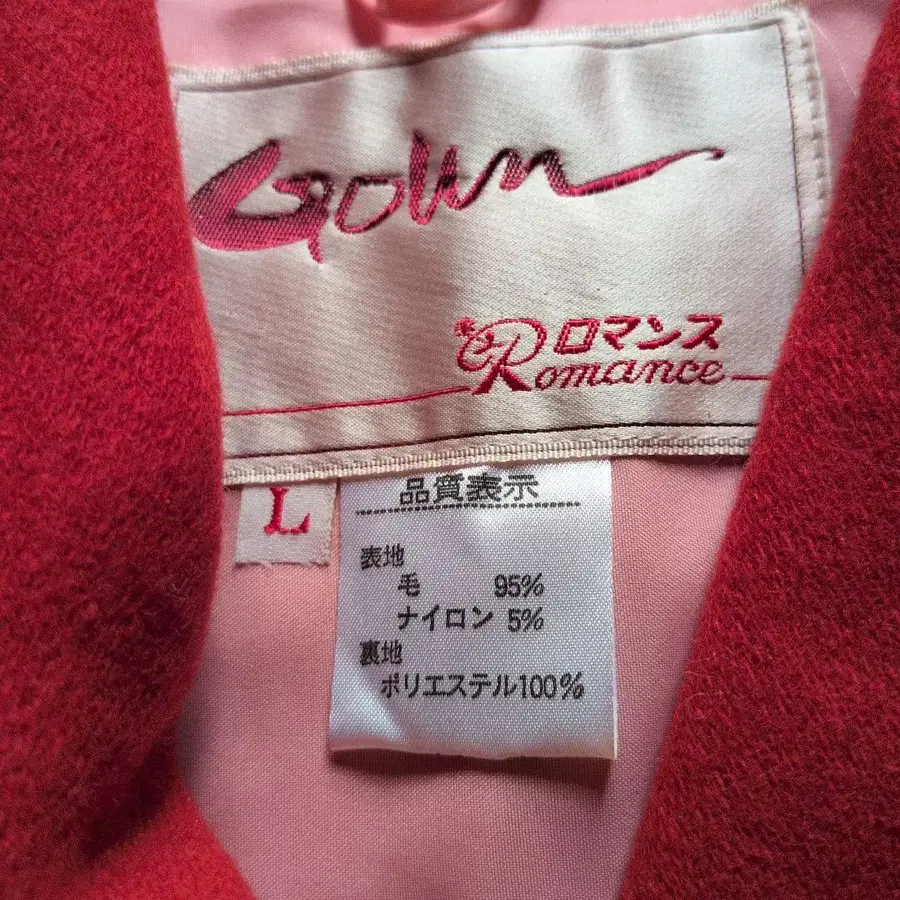 Gown
ロマンス
Romance
L
品質表示
表地
毛 95%
ナイロン 5%
裏地
ポリエステル100%